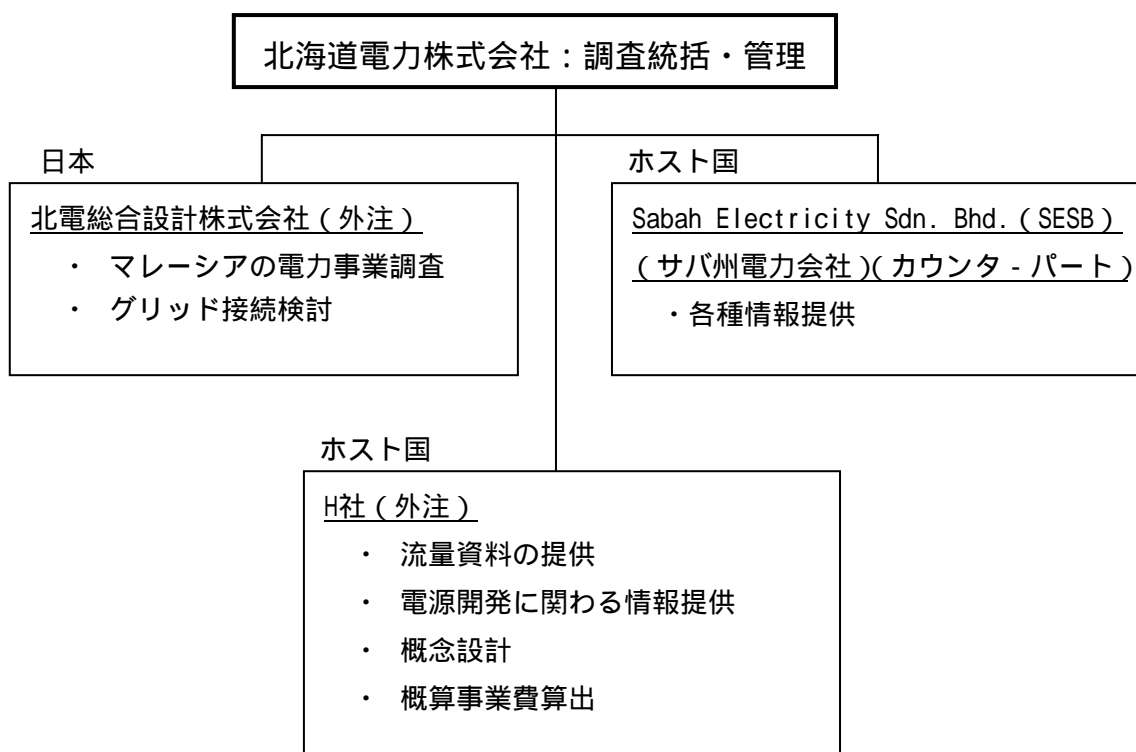 北海道電力株式会社：調査統括・管理
日本
北電総合設計株式会社（外注）
・ マレーシアの電力事業調査
・ グリッド接続検討
ホスト国
Sabah Electricity Sdn. Bhd.（SESB）
（サバ州電力会社）（カウンタ‐パート）
・各種情報提供
ホスト国
H社（外注）
・ 流量資料の提供
・ 電源開発に関わる情報提供
・ 概念設計
・ 概算事業費算出